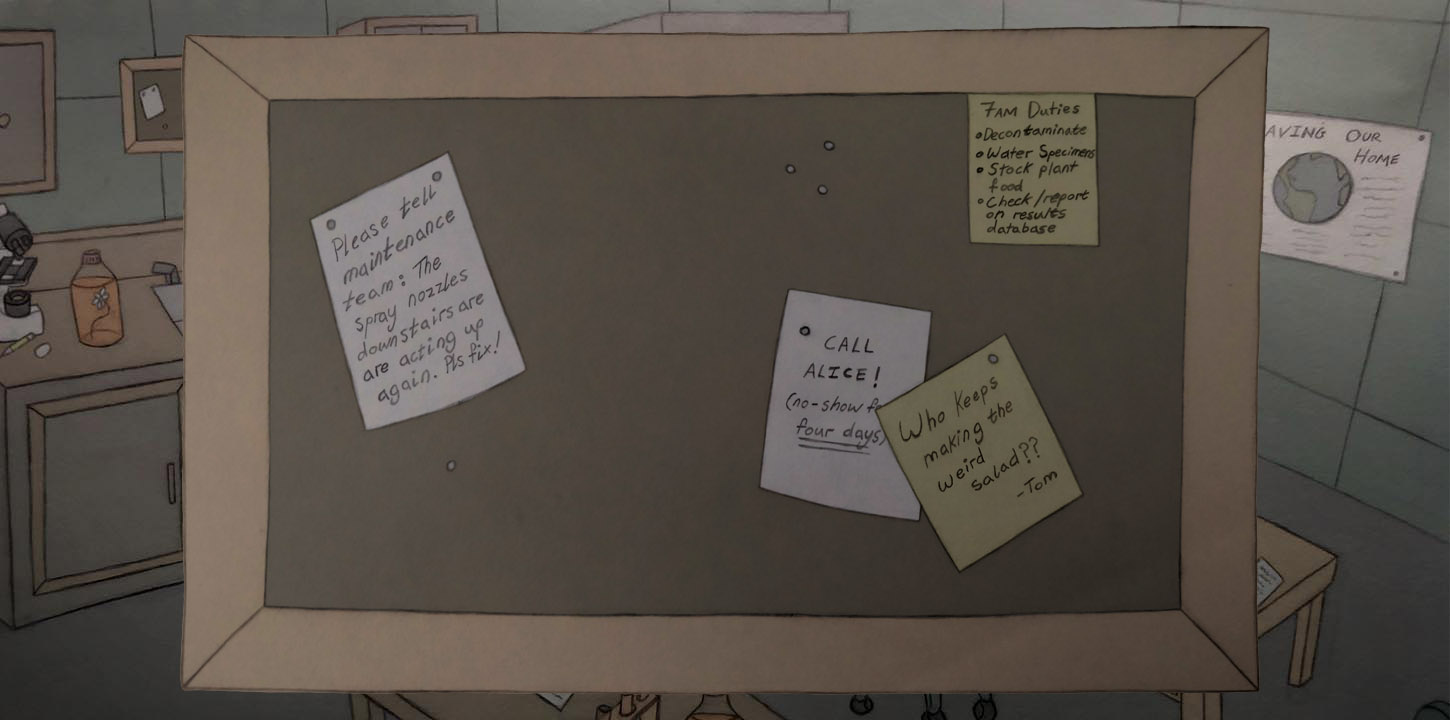 Please tell
maintenance
team: The
spray nozzles
downstairs are
are acting up
again. Pls fix!
7AM Duties
•Decontaminate
•Water Specimens
•Stock plant
food
•Check/report
on results
database
CALL
ALICE!
(no-show
four days)
Who Keeps
making the
weird
salad??
-Tom
AVING OUR
HOME